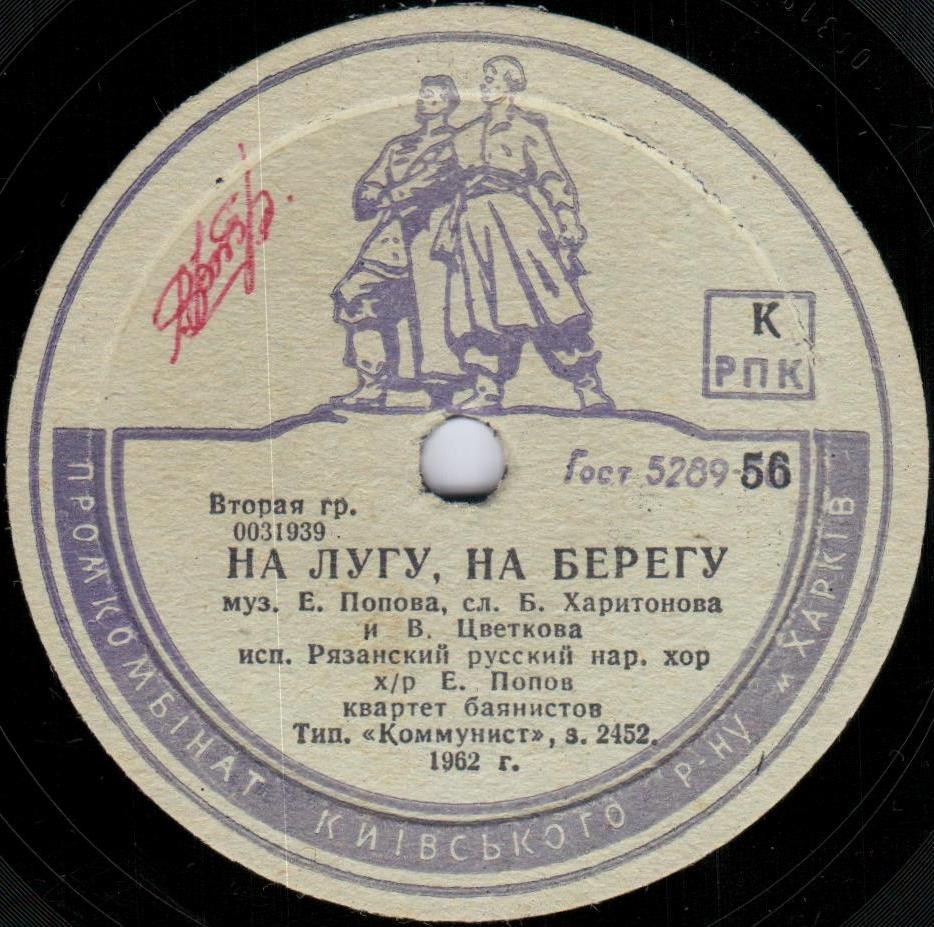 К
РПК
Гост 5289-56
Вторая гр.
0031939
НА ЛУГУ, НА БЕРЕГУ
муз. Е. Попова, сл. Б. Харитонова
и В. Цветкова
исп. Рязанский русский нар. хор
х/р Е. Попов
квартет баянистов
Тип. «Коммунист», з. 2452.
1962 г.
ПРОМКОМБІНАТ КИІВСЬКОГО Р-НУ „ ХАРКІВ